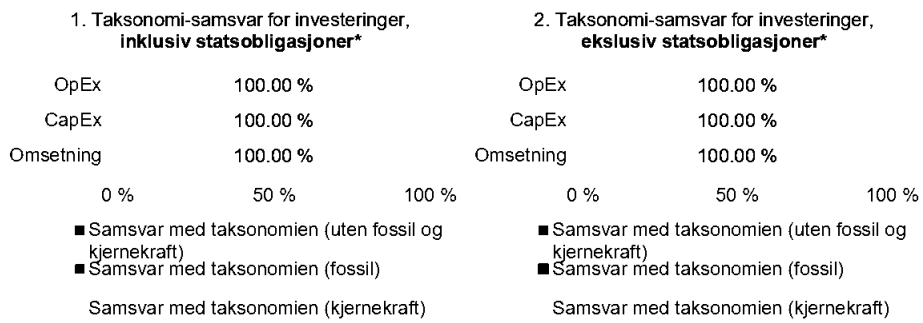 1. Taksonomi-samsvar for investeringer,
inklusiv statsobligasjoner*
OpEx 100.00 %
CapEx 100.00 %
Omsetning 100.00 %
0 % 50 % 100 %
■ Samsvar med taksonomien (uten fossil og
kjernekraft)
■ Samsvar med taksonomien (fossil)
Samsvar med taksonomien (kjernekraft)
2. Taksonomi-samsvar for investeringer,
ekslusiv statsobligasjoner*
OpEx 100.00 %
CapEx 100.00 %
Omsetning 100.00 %
0 % 50 % 100 %
■ Samsvar med taksonomien (uten fossil og
kjernekraft)
■ Samsvar med taksonomien (fossil)
Samsvar med taksonomien (kjernekraft)